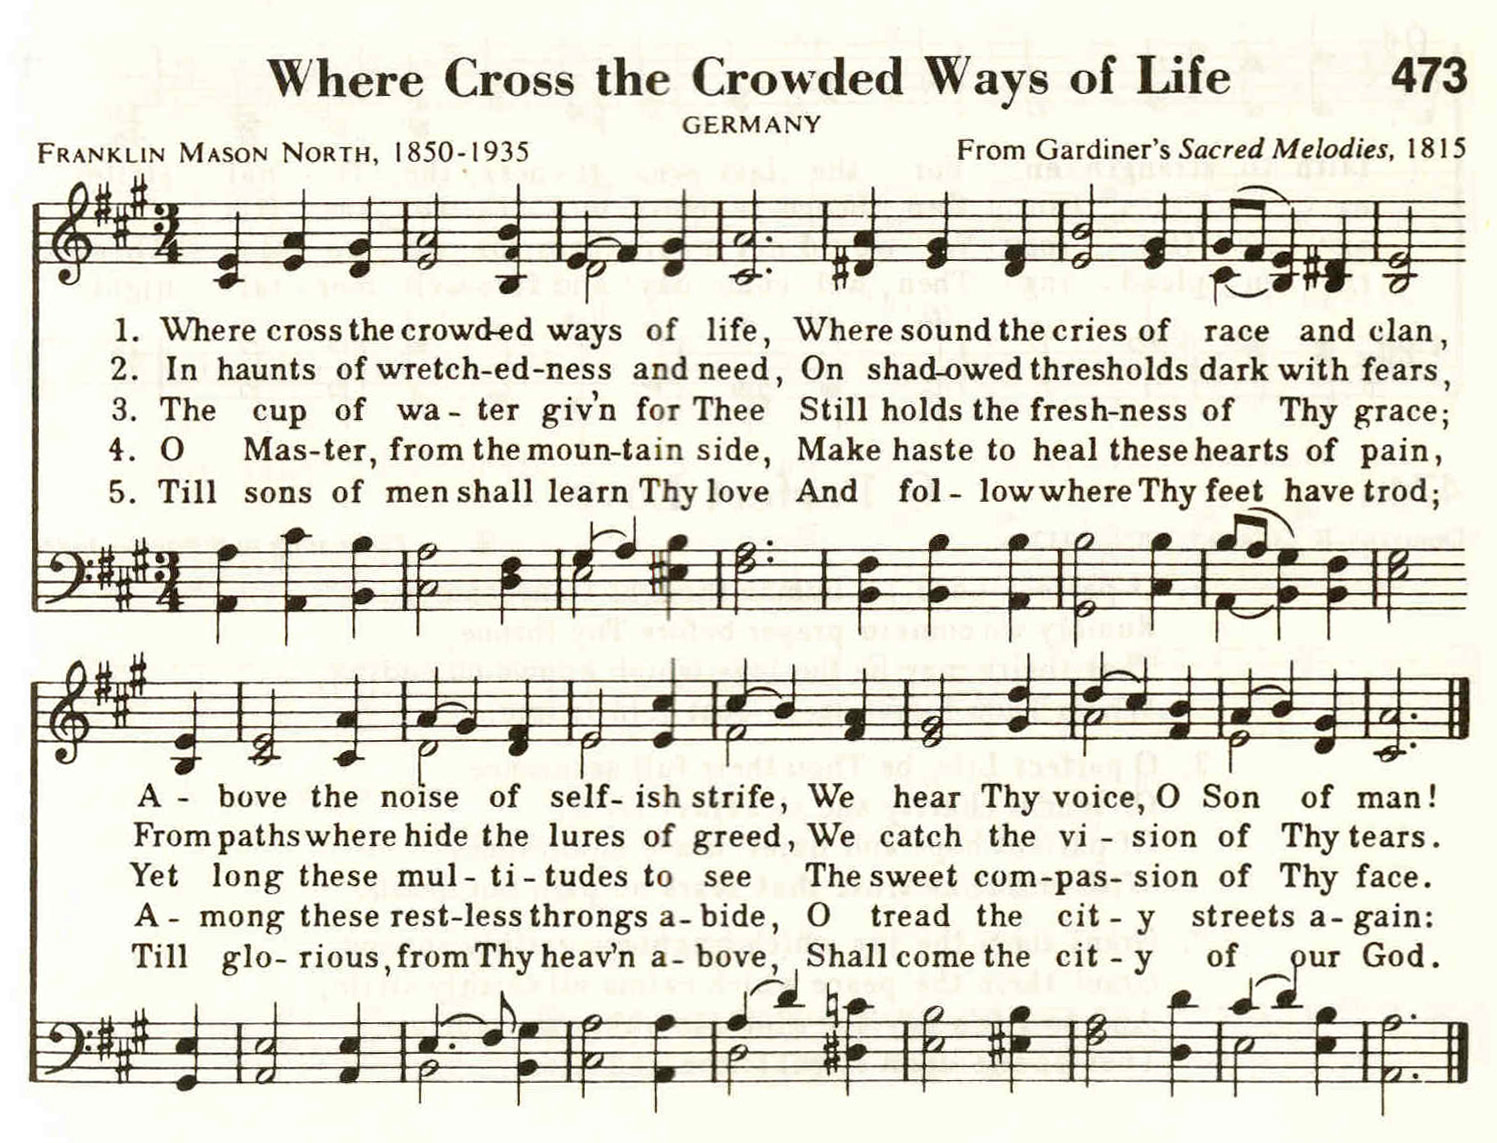 Where Cross the Crowded Ways of Life 473
GERMANY
FRANKLIN MASON NORTH, 1850-1935 From Gardiner's Sacred Melodies, 1815
3 4
1. Where cross the crowd-ed ways of life, Where sound the cries of race and clan,
2. In haunts of wretch-ed-ness and need, On shad-owed thresholds dark with fears,
3. The cup of wa - ter giv'n for Thee Still holds the fresh-ness of Thy grace;
4. O Mas-ter, from the moun-tain side, Make haste to heal these hearts of pain,
5. Till sons of men shall learn Thy love And fol - low where Thy feet have trod;
3 4
A - bove the noise of self- ish strife, We hear Thy voice, O Son of man!
From paths where hide the lures of greed, We catch the vi - sion of Thy tears.
Yet long these mul - ti - tudes to see The sweet com-pas- sion of Thy face.
A - mong these rest-less throngs a- bide, O tread the cit - y streets a- gain:
Till glo- rious, from Thy heav'n a- bove, Shall come the cit - y of our God.